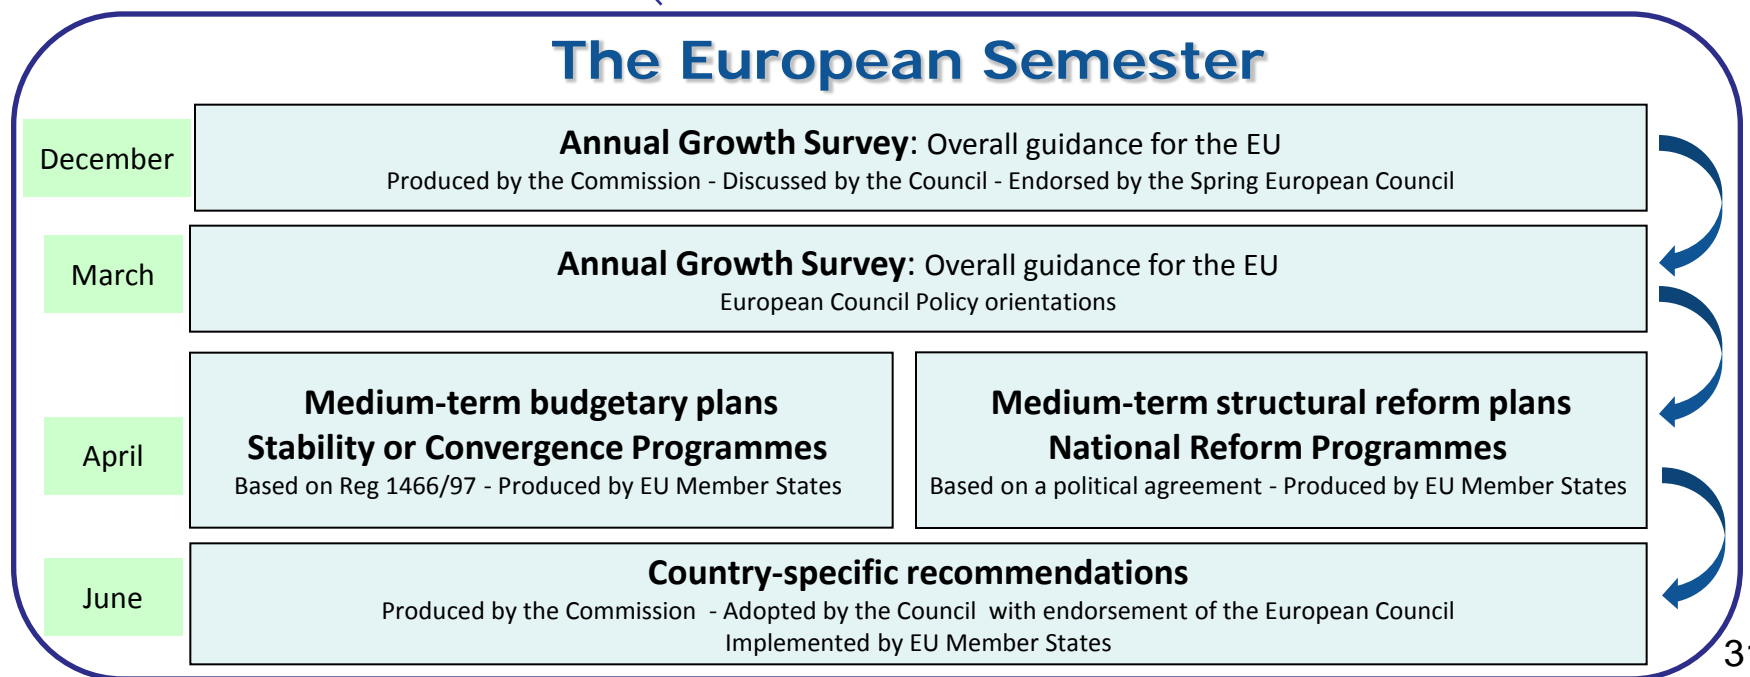 The European Semester
December
Annual Growth Survey: Overall guidance for the EU
Produced by the Commission - Discussed by the Council - Endorsed by the Spring European Council
March
Annual Growth Survey: Overall guidance for the EU
European Council Policy orientations
April
Medium-term budgetary plans
Stability or Convergence Programmes
Based on Reg 1466/97 - Produced by EU Member States
Medium-term structural reform plans
National Reform Programmes
Based on a political agreement - Produced by EU Member States
June
Country-specific recommendations
Produced by the Commission - Adopted by the Council with endorsement of the European Council
Implemented by EU Member States